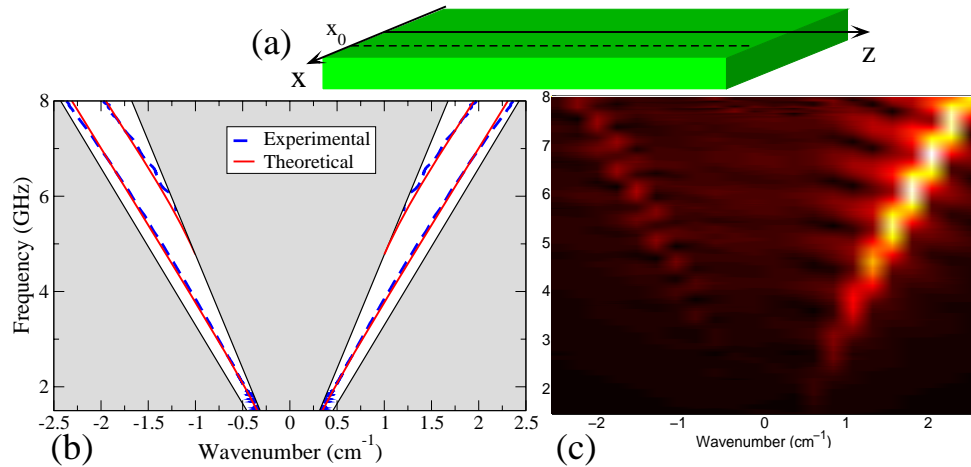 (a)
x₀
x
z
8
6
4
2
Frequency (GHz)
Experimental
Theoretical
-2.5 -2 -1.5 -1 -0.5 0 0.5 1 1.5 2 2.5
(b)
Wavenumber (cm⁻¹)
8
7
6
5
4
3
2
−2 −1 0 1 2
Wavenumber (cm⁻¹)
(c)